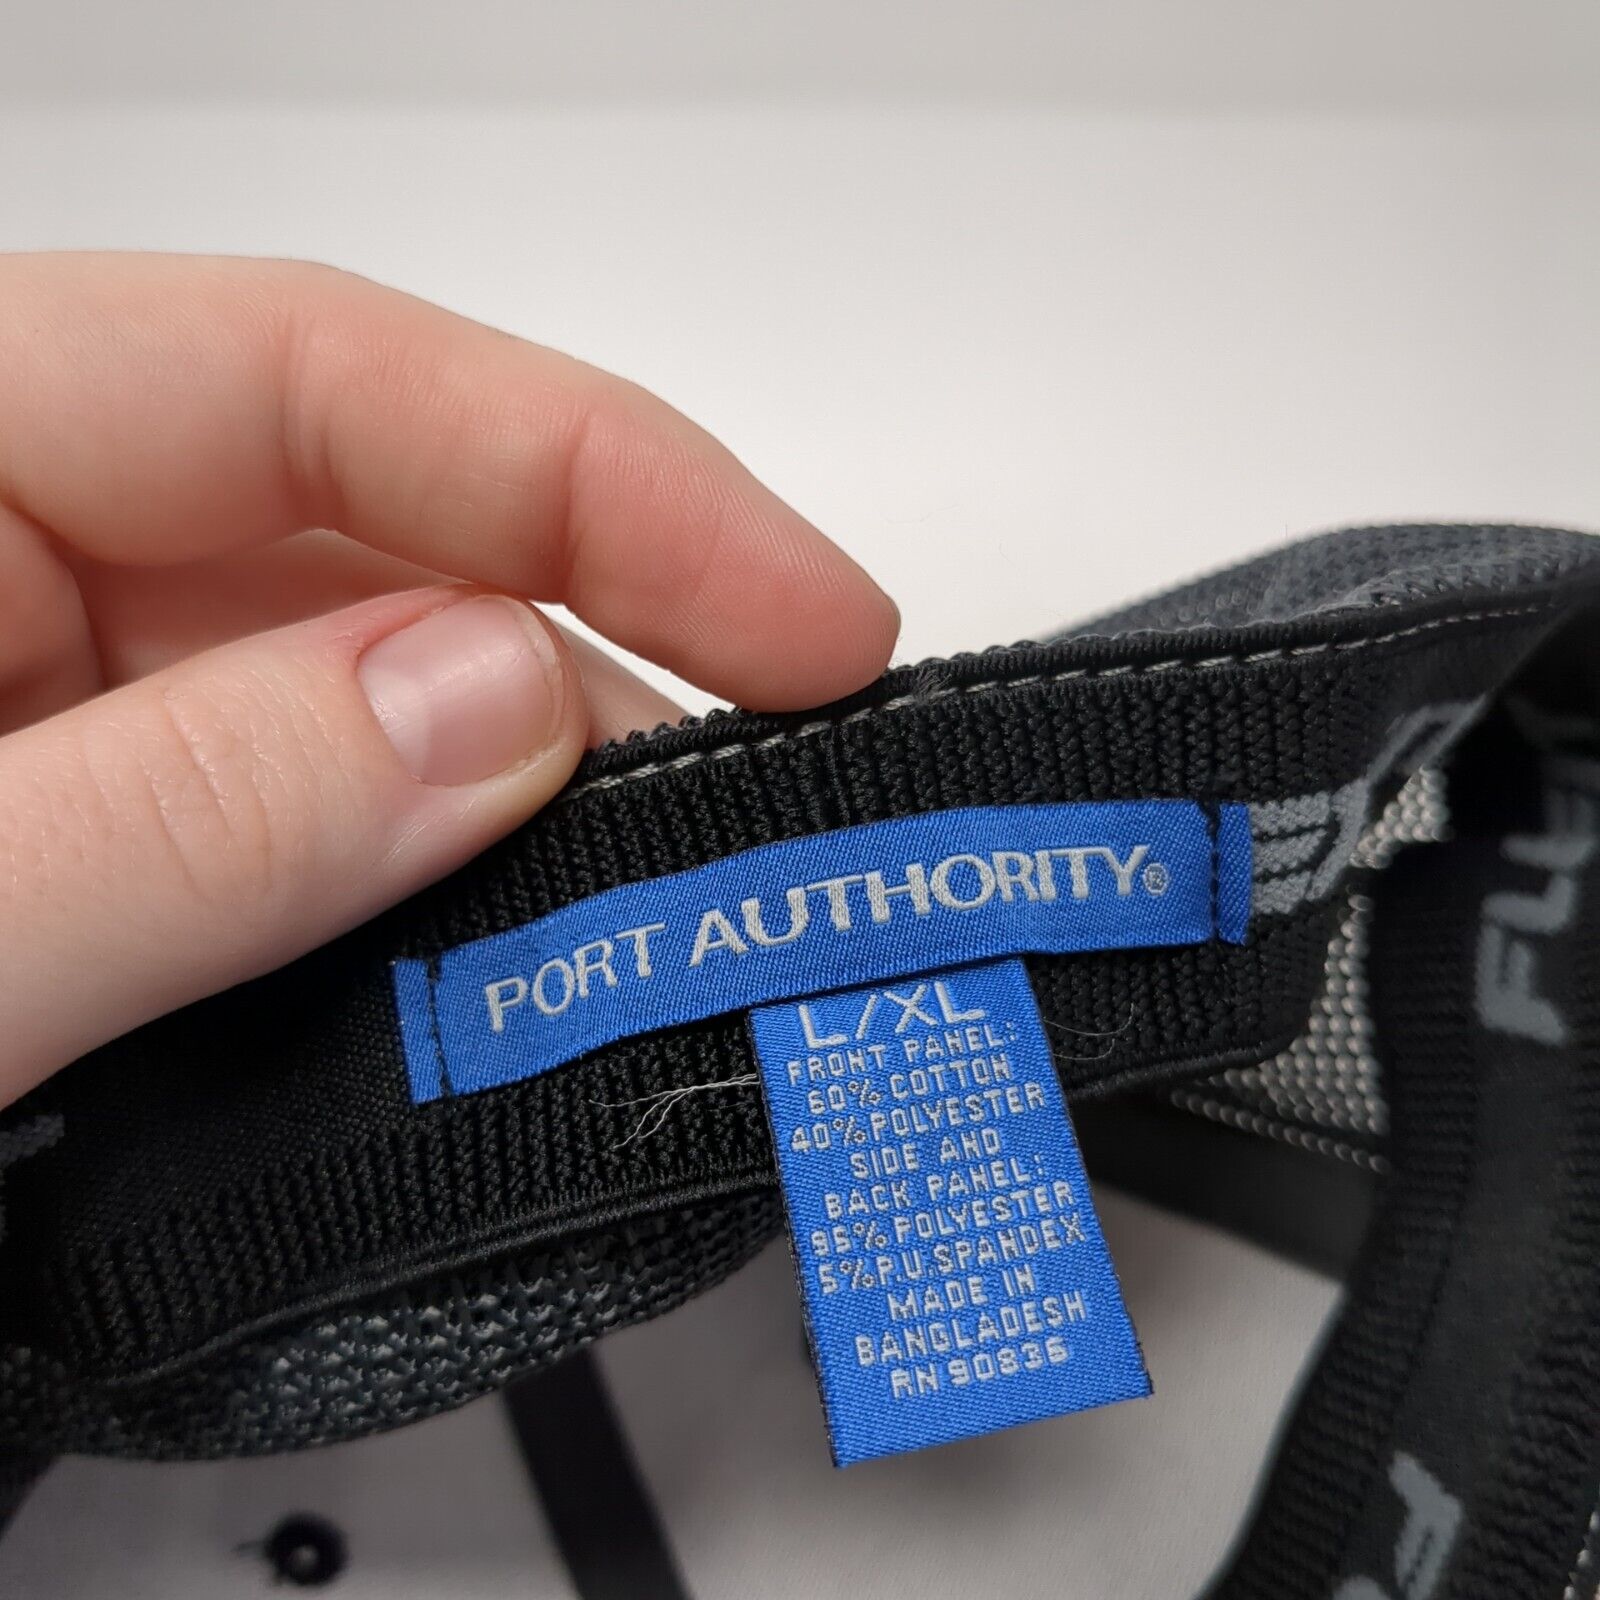 PORT AUTHORITY®
L/XL
FRONT PANEL:
60% COTTON
40% POLYESTER
SIDE AND
BACK PANEL:
95% POLYESTER
5% P.U. SPANDEX
MADE IN
BANGLADESH
RN 90836